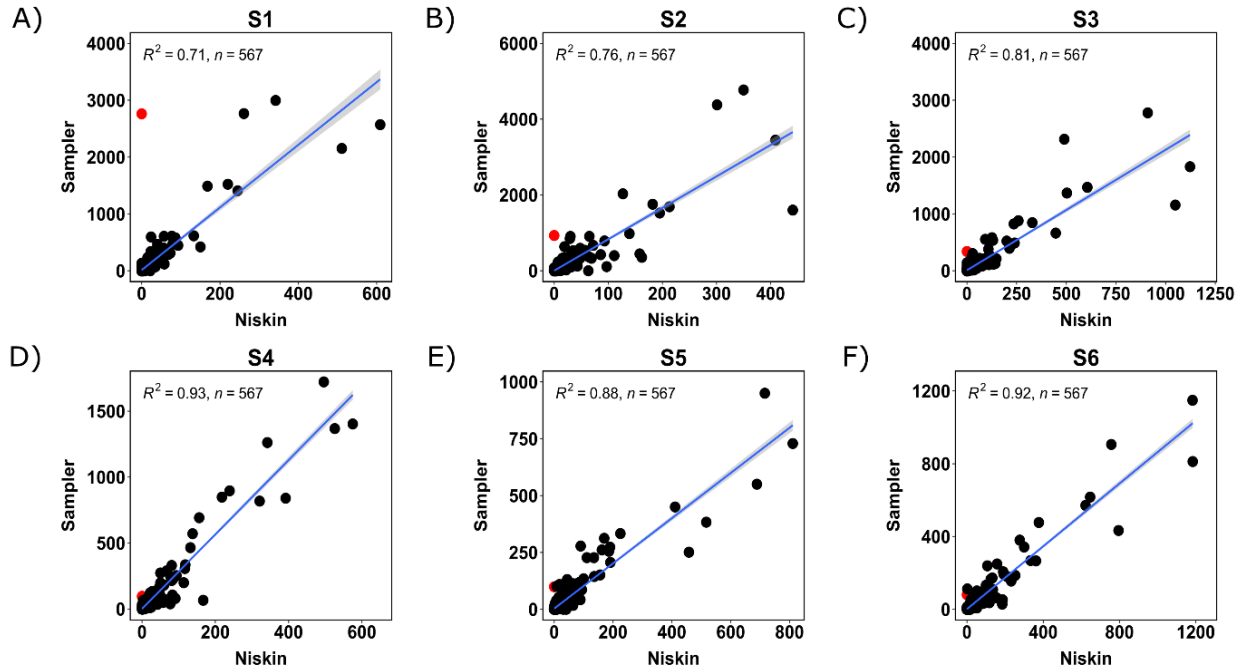 A)
S1
R² = 0.71, n = 567
Sampler
4000
3000
2000
1000
0
0 200 400 600
Niskin
B)
S2
R² = 0.76, n = 567
Sampler
6000
4000
2000
0
0 100 200 300 400
Niskin
C)
S3
R² = 0.81, n = 567
Sampler
4000
3000
2000
1000
0
0 250 500 750 1000 1250
Niskin
D)
S4
R² = 0.93, n = 567
Sampler
1500
1000
500
0
0 200 400 600
Niskin
E)
S5
R² = 0.88, n = 567
Sampler
1000
750
500
250
0
0 200 400 600 800
Niskin
F)
S6
R² = 0.92, n = 567
Sampler
1200
800
400
0
0 400 800 1200
Niskin